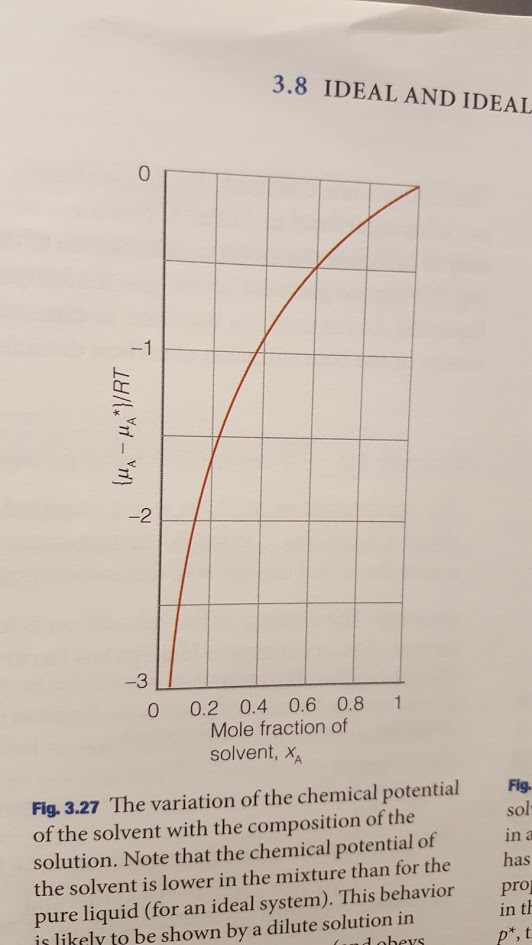 3.8 IDEAL AND IDEAL
0
−1
−2
−3
{μA − μA*}/RT
0 0.2 0.4 0.6 0.8 1
Mole fraction of
solvent, xA
Fig. 3.27 The variation of the chemical potential
of the solvent with the composition of the
solution. Note that the chemical potential of
the solvent is lower in the mixture than for the
pure liquid (for an ideal system). This behavior
is likely to be shown by a dilute solution in
obeys
Fig.
sol
in a
has
prop
in th
p*, t